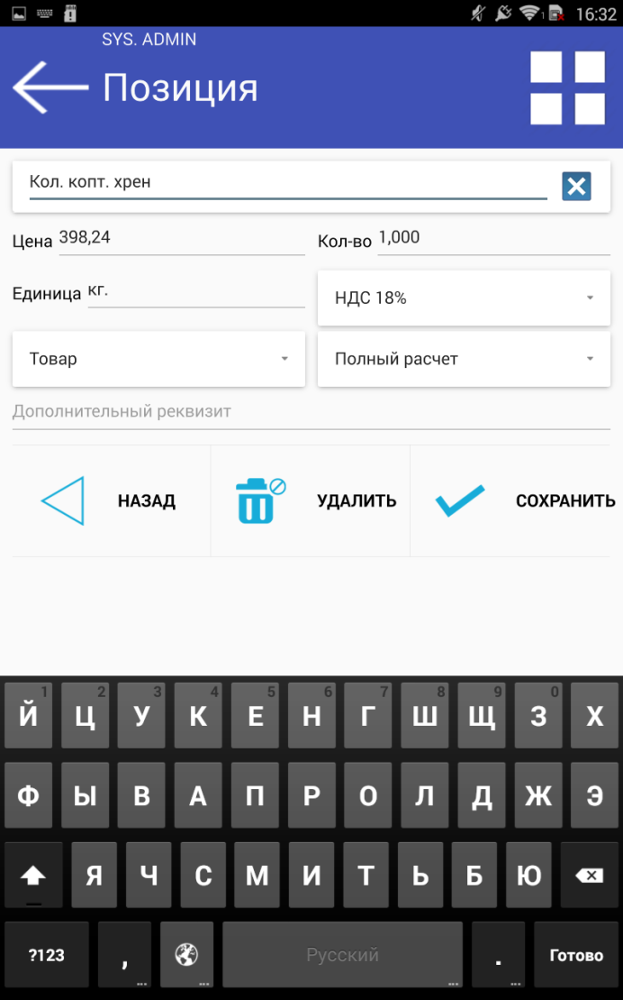 16:32
SYS. ADMIN
Позиция
Кол. копт. хрен
Цена 398,24 Кол-во 1,000
Единица кг. НДС 18%
Товар Полный расчет
Дополнительный реквизит
НАЗАД УДАЛИТЬ СОХРАНИТЬ
1 2 3 4 5 6 7 8 9 0
Й Ц У К Е Н Г Ш Щ З Х
Ф Ы В А П Р О Л Д Ж Э
Я Ч С М И Т Ь Б Ю
?123 , ... ... Русский ... . ... Готово